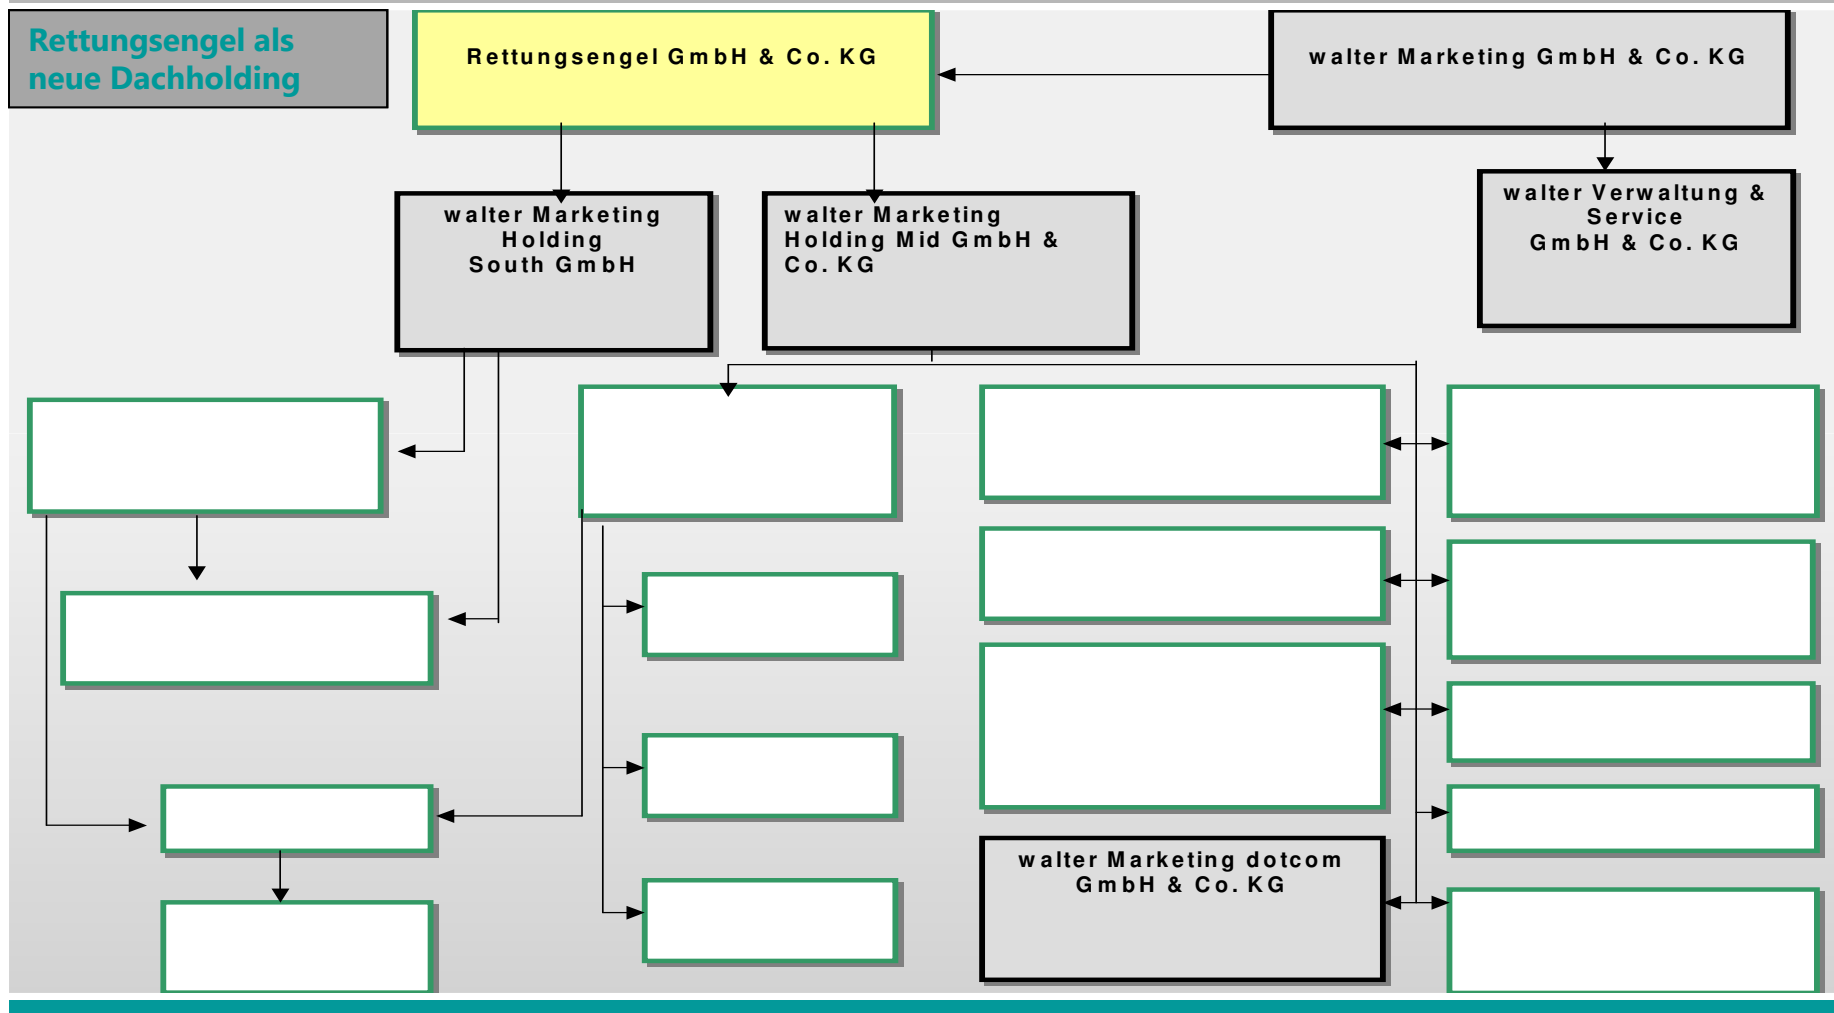 Rettungsengel als
neue Dachholding
Rettungsengel GmbH & Co. KG
walter Marketing GmbH & Co. KG
walter Marketing
Holding
South GmbH
walter Marketing
Holding Mid GmbH &
Co. KG
walter Verwaltung &
Service
GmbH & Co. KG
walter Marketing dotcom
GmbH & Co. KG